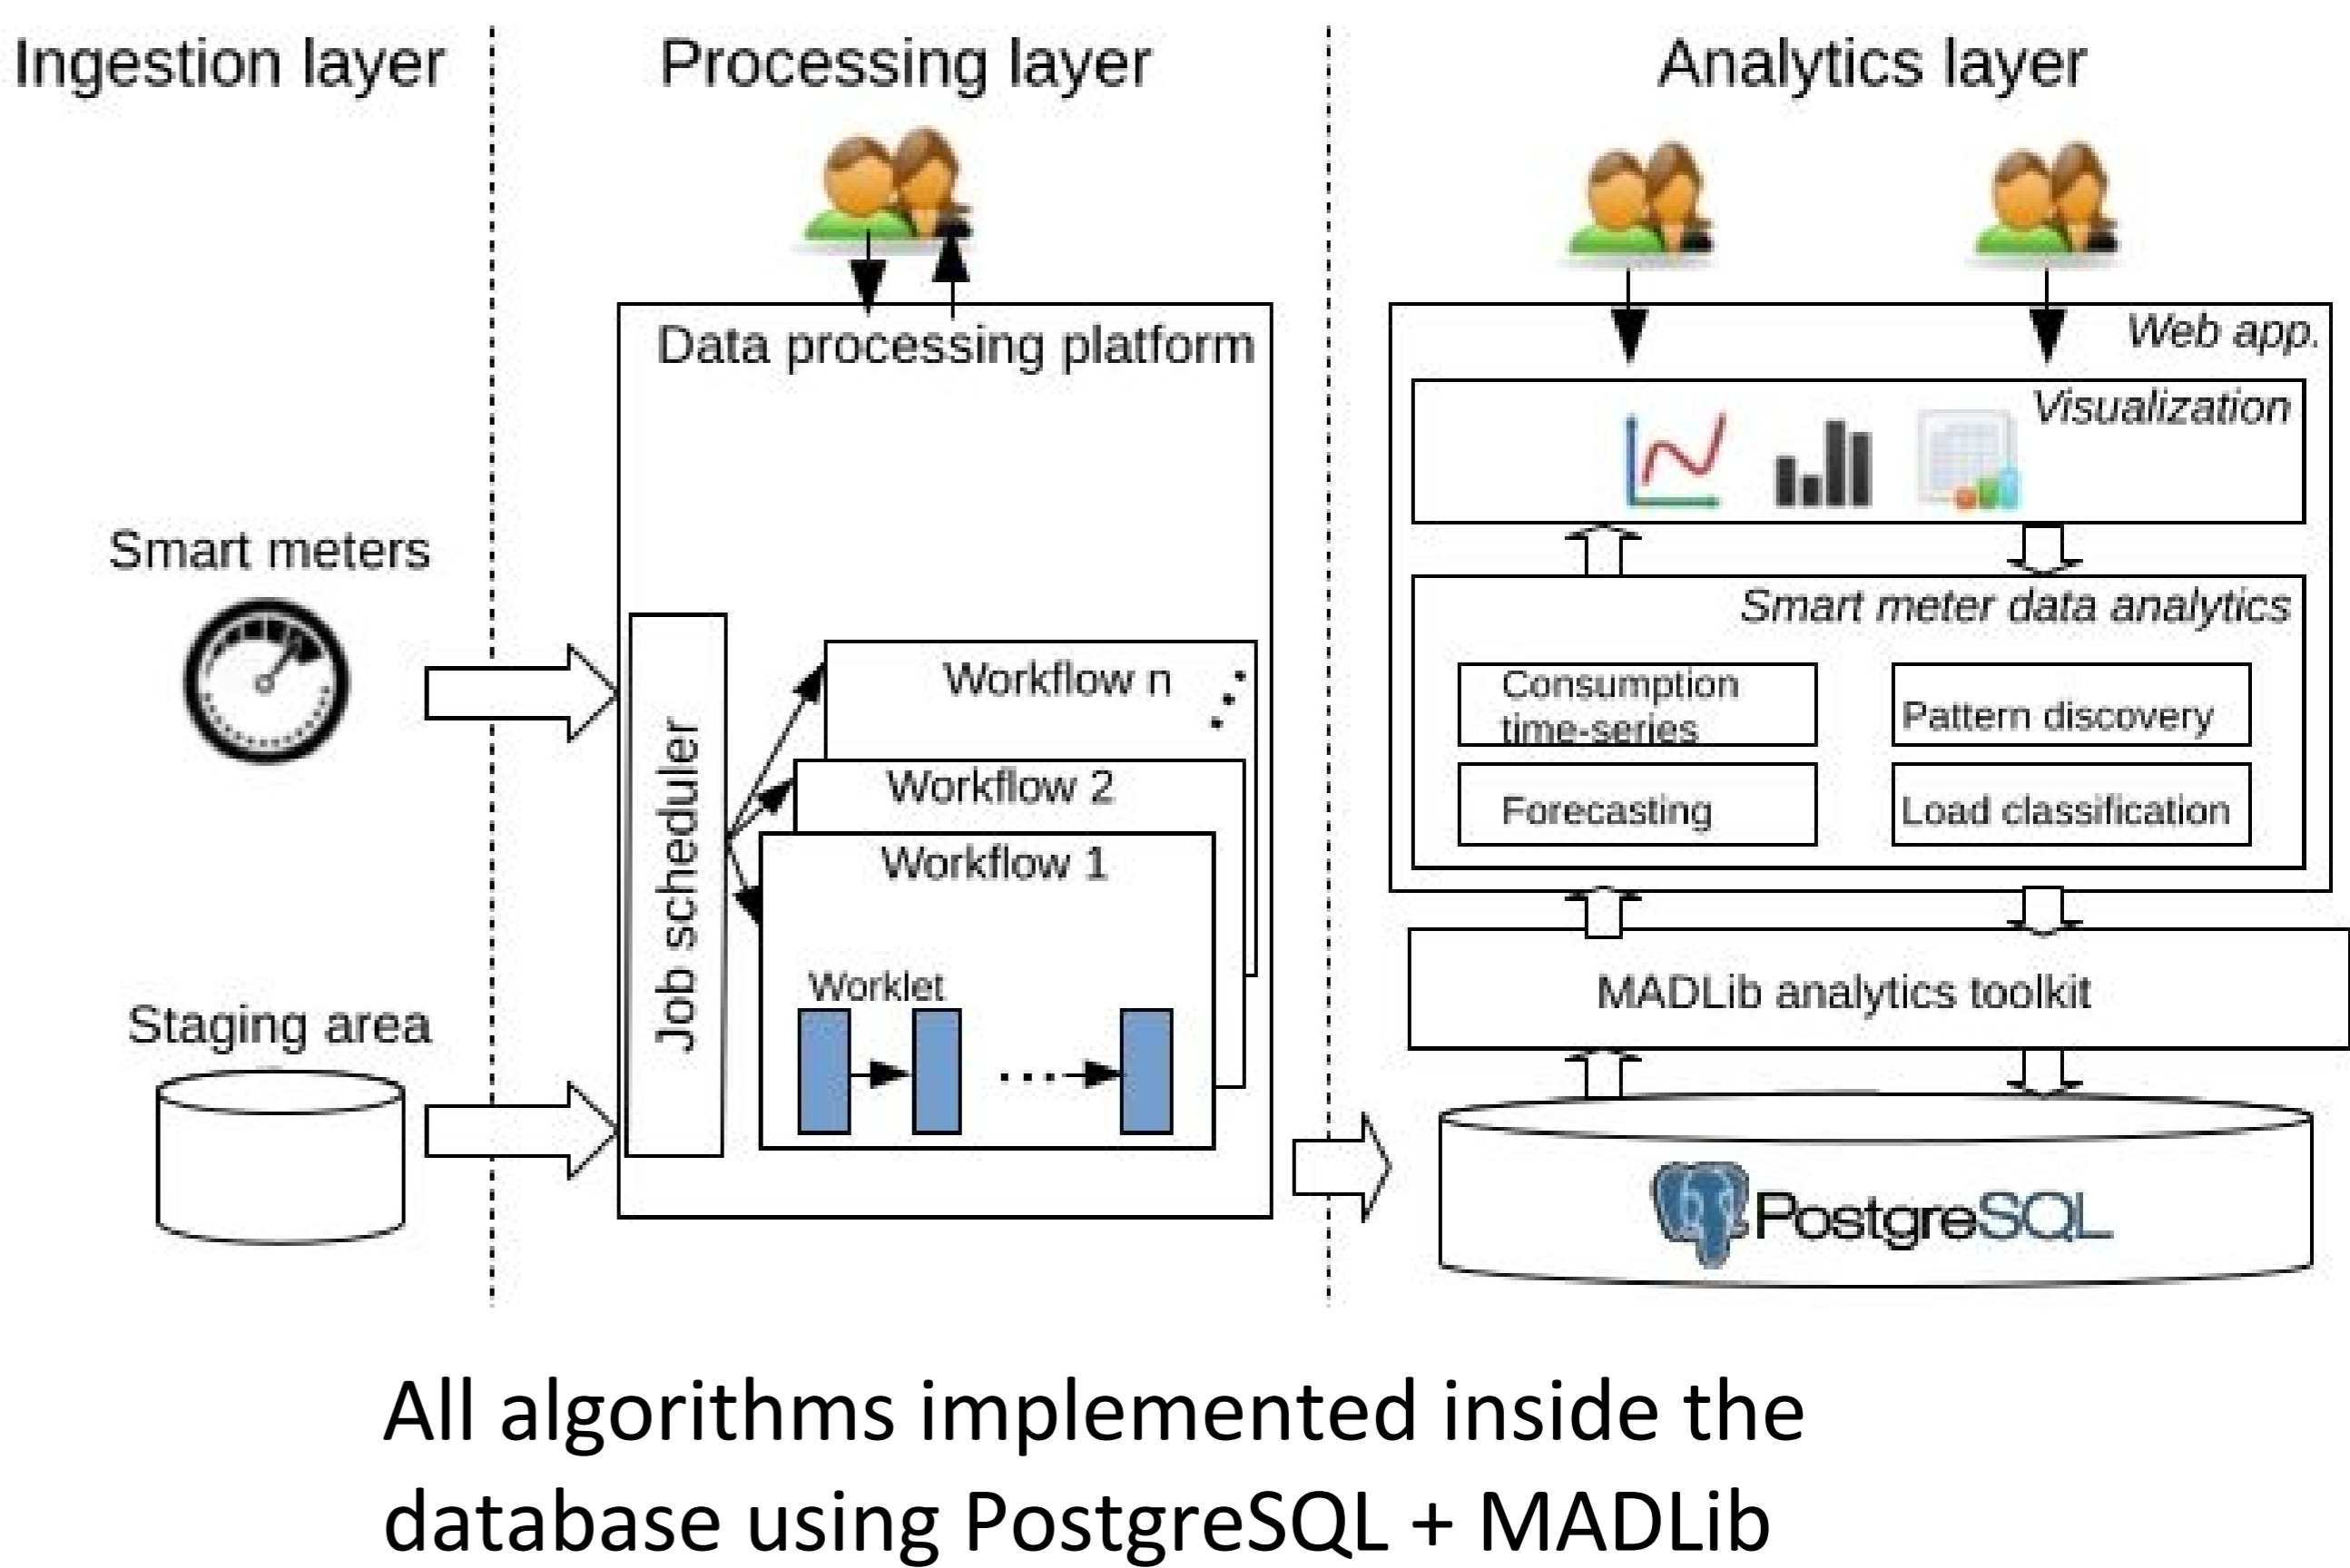 Ingestion layer
Processing layer
Analytics layer
Data processing platform
Web app.
Visualization
Smart meters
Smart meter data analytics
Job scheduler
Workflow n
Consumption
time-series
Pattern discovery
Workflow 2
Forecasting
Load classification
Workflow 1
Worklet
MADLib analytics toolkit
Staging area
PostgreSQL
All algorithms implemented inside the
database using PostgreSQL + MADLib